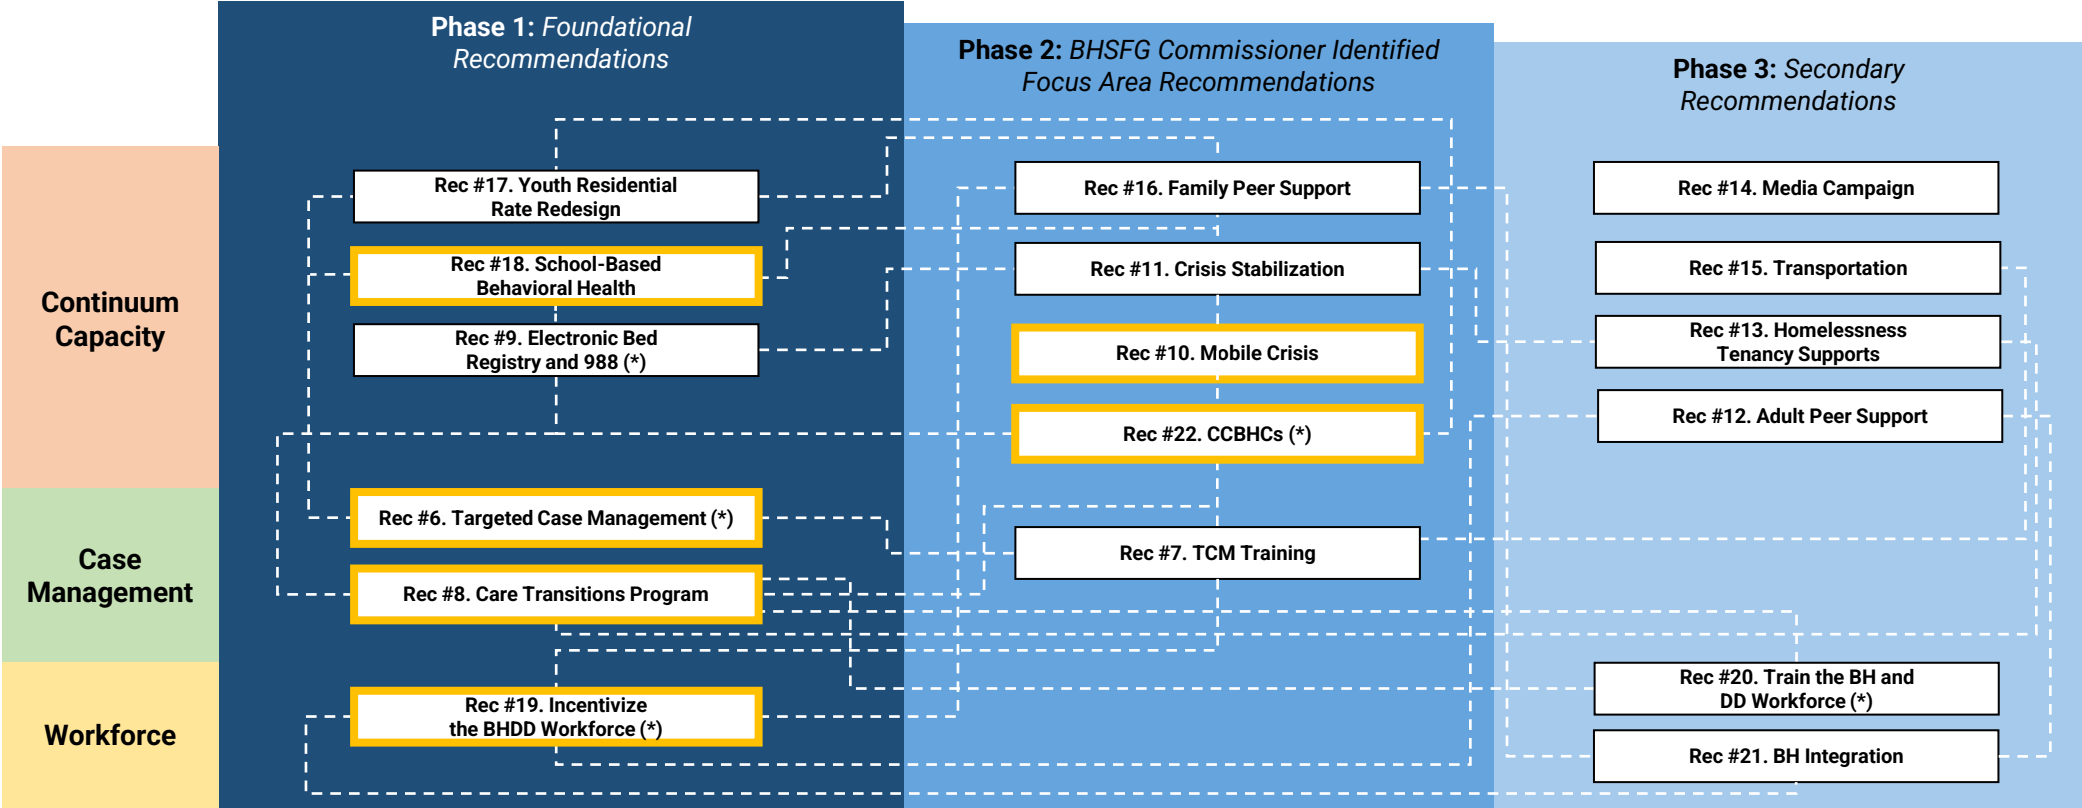 Phase 1: Foundational
Recommendations
Phase 2: BHSFG Commissioner Identified
Focus Area Recommendations
Phase 3: Secondary
Recommendations
Continuum
Capacity
Rec #17. Youth Residential
Rate Redesign
Rec #18. School-Based
Behavioral Health
Rec #9. Electronic Bed
Registry and 988 (*)
Rec #16. Family Peer Support
Rec #11. Crisis Stabilization
Rec #10. Mobile Crisis
Rec #22. CCBHCs (*)
Rec #14. Media Campaign
Rec #15. Transportation
Rec #13. Homelessness
Tenancy Supports
Rec #12. Adult Peer Support
Case
Management
Rec #6. Targeted Case Management (*)
Rec #8. Care Transitions Program
Rec #7. TCM Training
Workforce
Rec #19. Incentivize
the BHDD Workforce (*)
Rec #20. Train the BH and
DD Workforce (*)
Rec #21. BH Integration